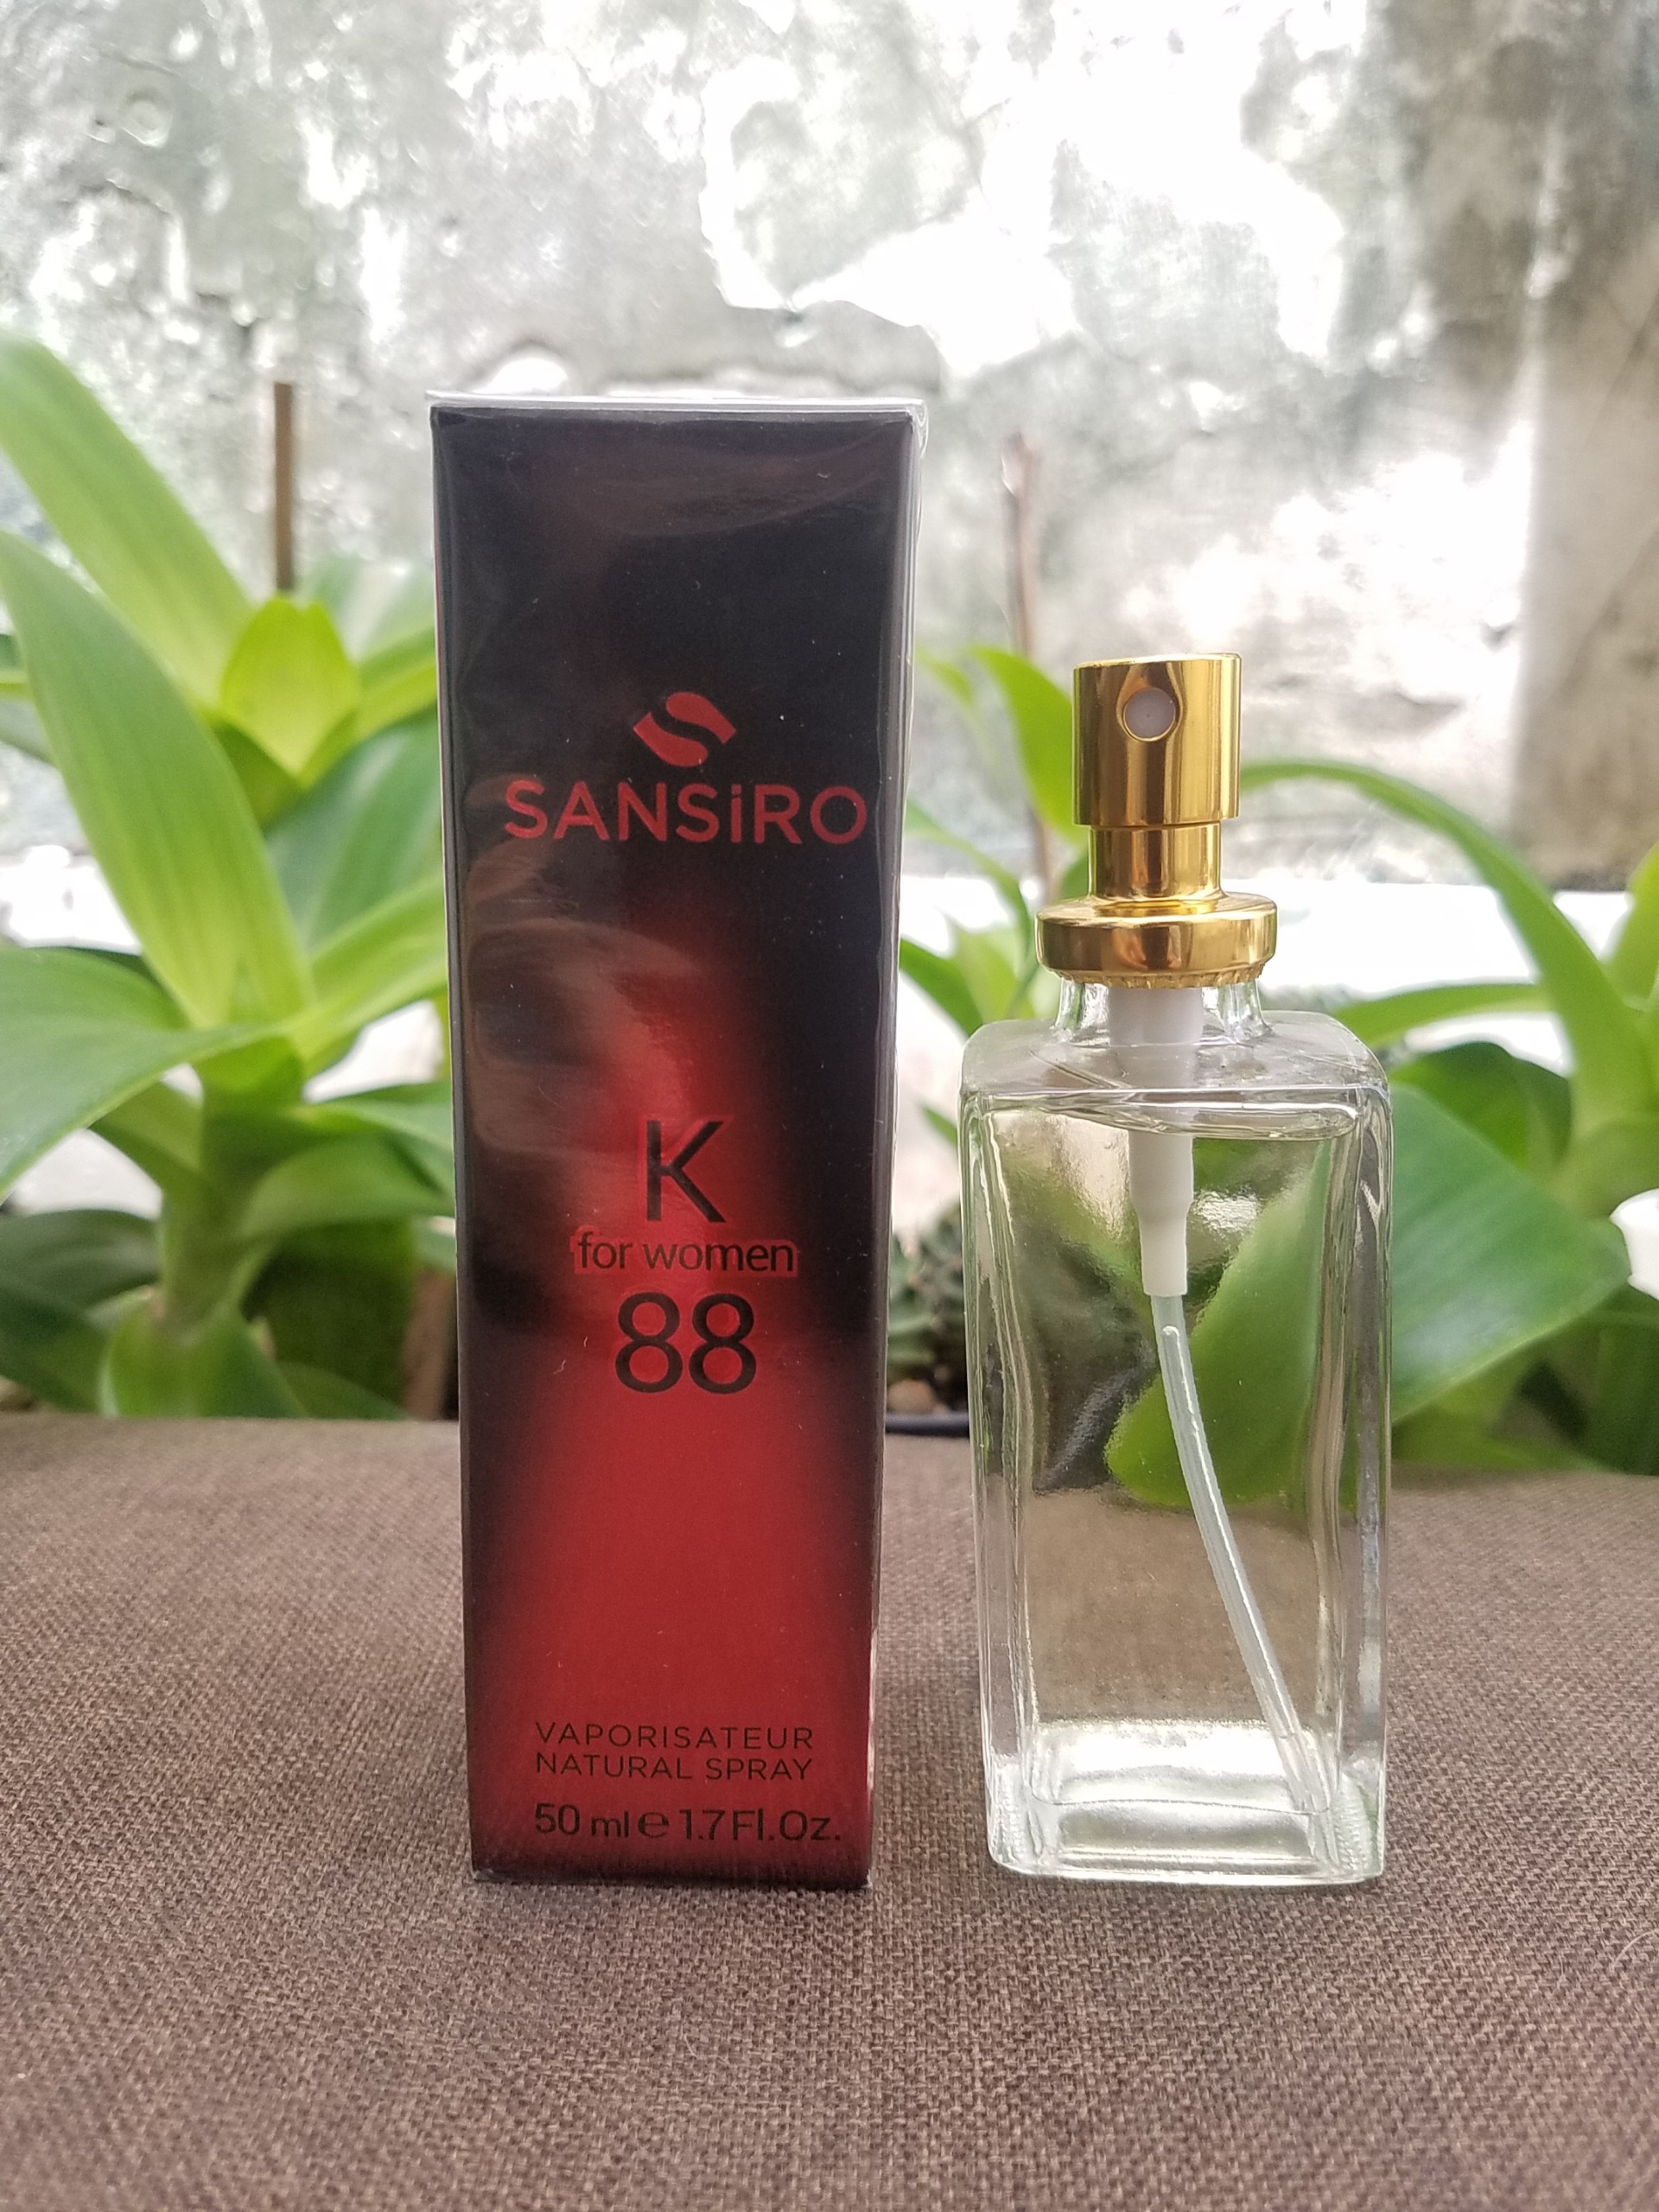 SANSiRO
K
for women
88
VAPORISATEUR
NATURAL SPRAY
50 ml e 1.7 Fl.Oz.